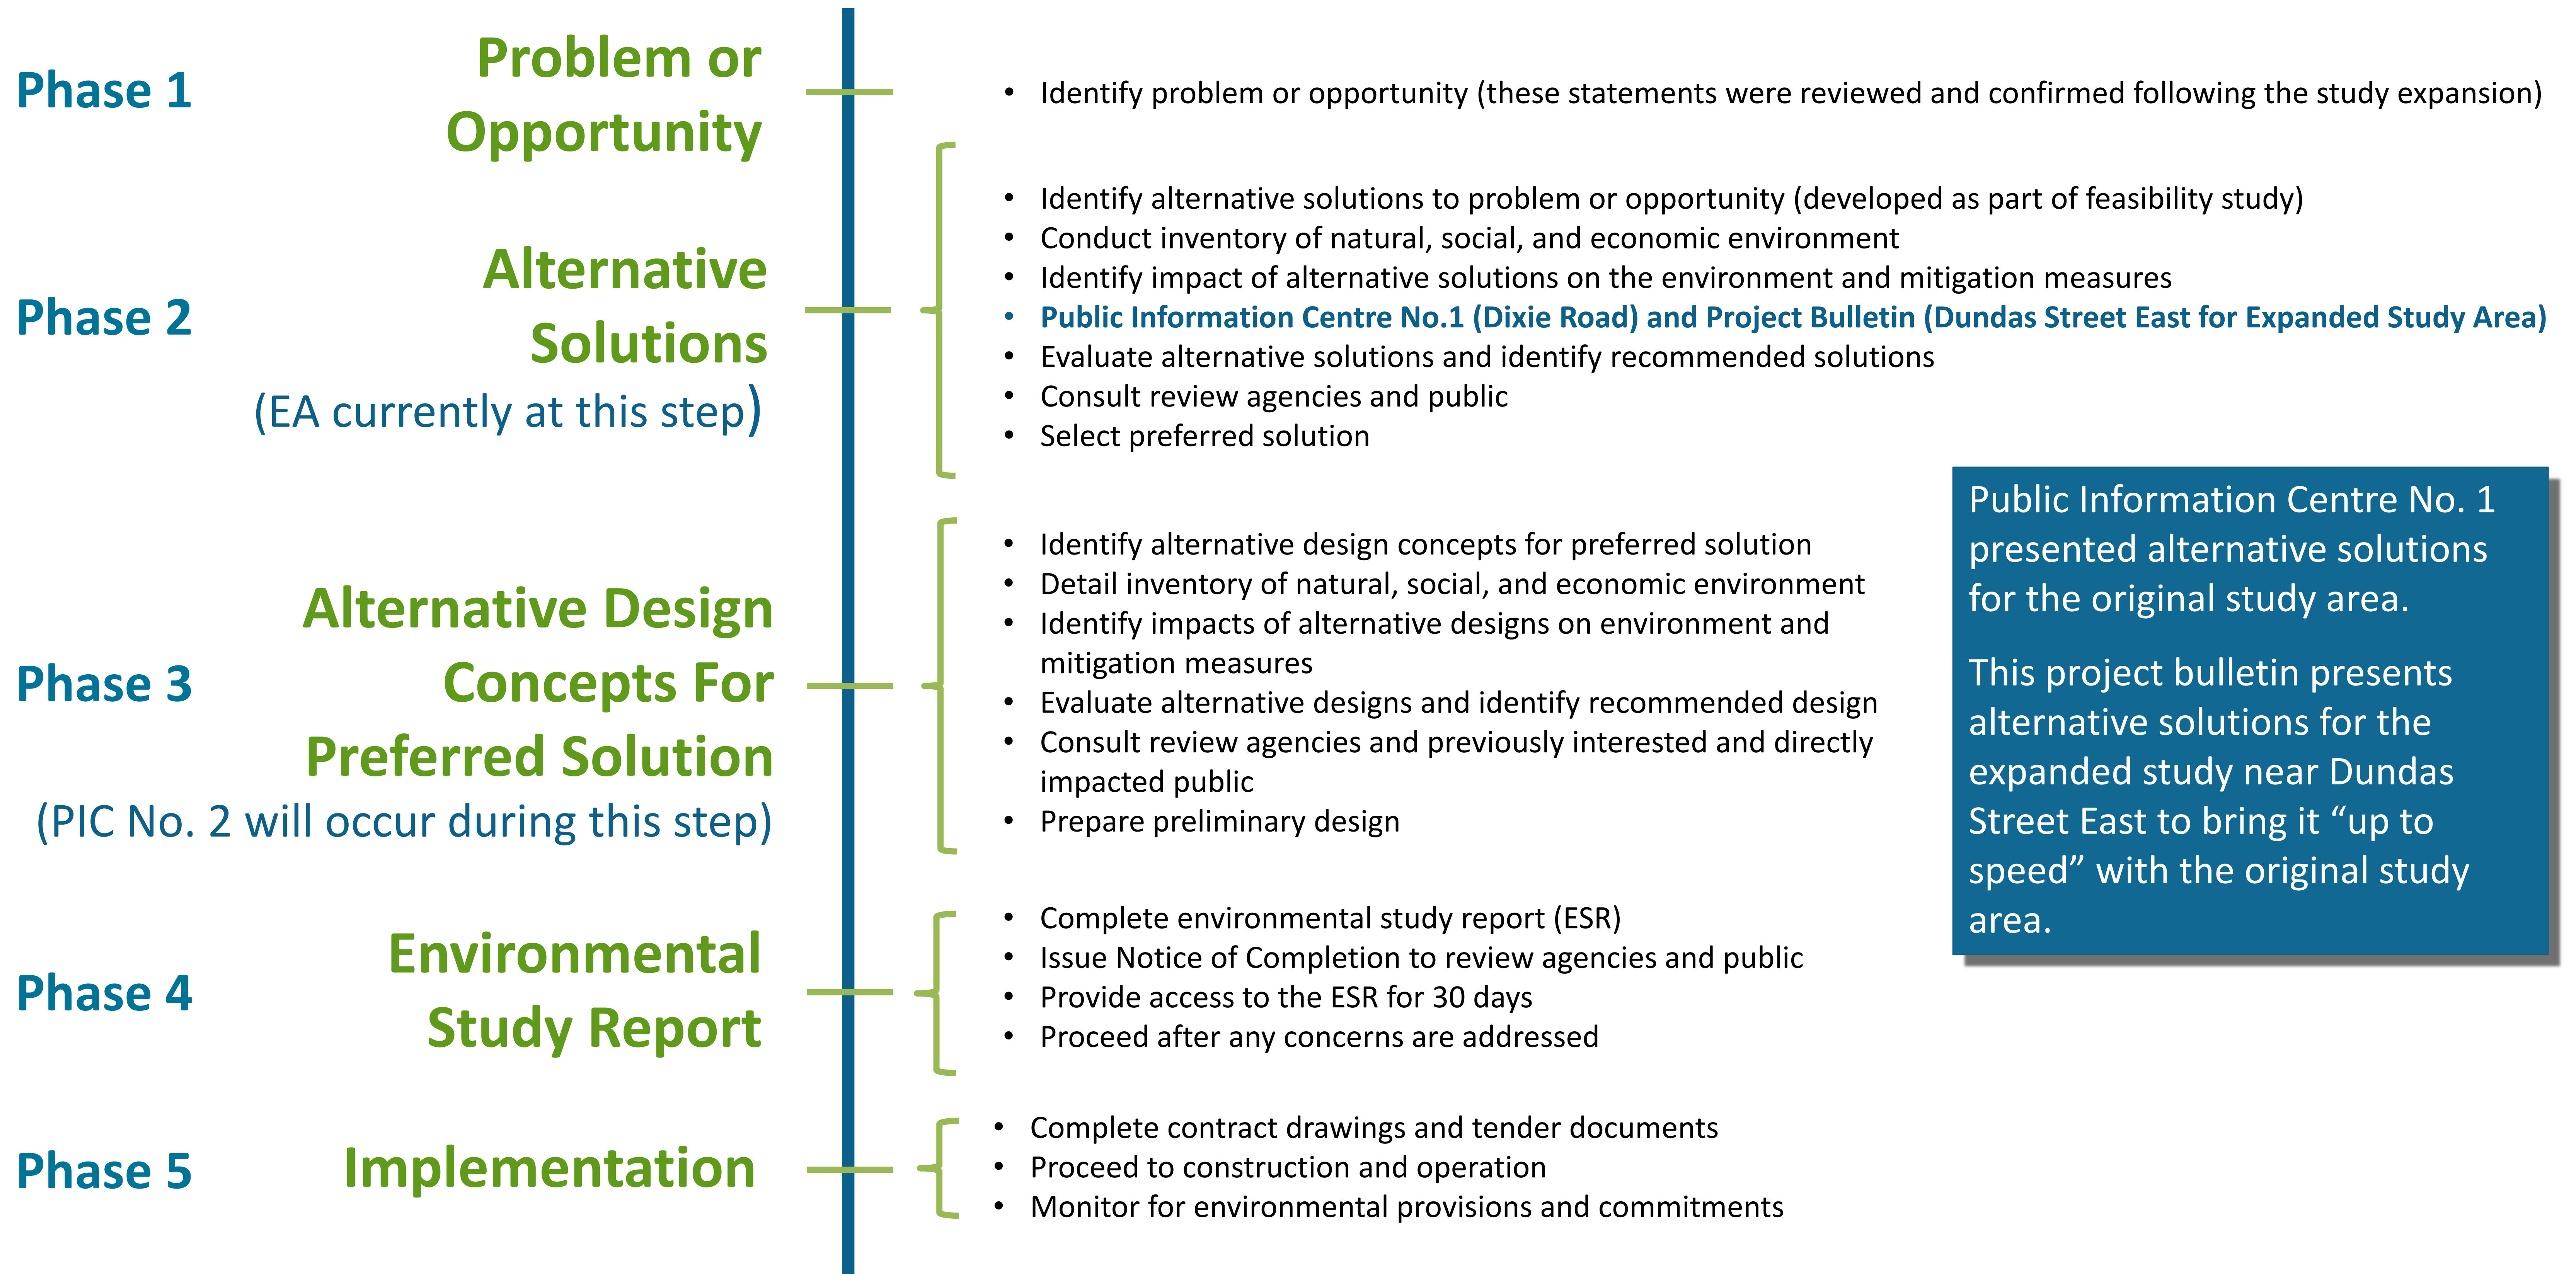 Phase 1
Problem or
Opportunity
• Identify problem or opportunity (these statements were reviewed and confirmed following the study expansion)
Phase 2
Alternative
Solutions
(EA currently at this step)
• Identify alternative solutions to problem or opportunity (developed as part of feasibility study)
• Conduct inventory of natural, social, and economic environment
• Identify impact of alternative solutions on the environment and mitigation measures
• Public Information Centre No.1 (Dixie Road) and Project Bulletin (Dundas Street East for Expanded Study Area)
• Evaluate alternative solutions and identify recommended solutions
• Consult review agencies and public
• Select preferred solution
Phase 3
Alternative Design
Concepts For
Preferred Solution
(PIC No. 2 will occur during this step)
• Identify alternative design concepts for preferred solution
• Detail inventory of natural, social, and economic environment
• Identify impacts of alternative designs on environment and
mitigation measures
• Evaluate alternative designs and identify recommended design
• Consult review agencies and previously interested and directly
impacted public
• Prepare preliminary design
Public Information Centre No. 1
presented alternative solutions
for the original study area.
This project bulletin presents
alternative solutions for the
expanded study near Dundas
Street East to bring it “up to
speed” with the original study
area.
Phase 4
Environmental
Study Report
• Complete environmental study report (ESR)
• Issue Notice of Completion to review agencies and public
• Provide access to the ESR for 30 days
• Proceed after any concerns are addressed
Phase 5
Implementation
• Complete contract drawings and tender documents
• Proceed to construction and operation
• Monitor for environmental provisions and commitments